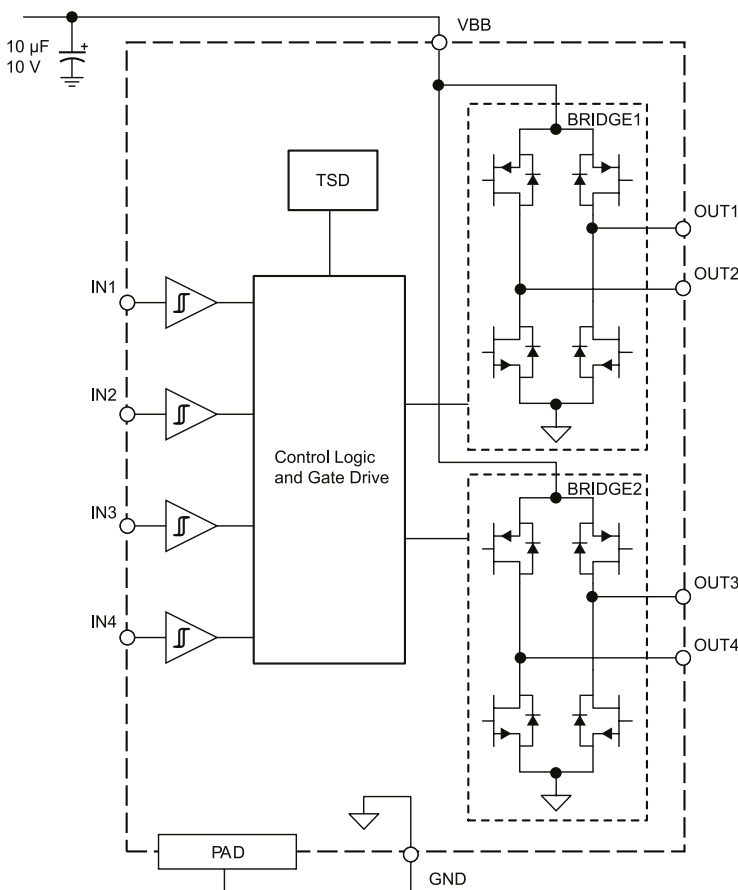 VBB
10 µF
10 V
+
BRIDGE1
TSD
OUT1
IN1
OUT2
IN2
Control Logic
and Gate Drive
BRIDGE2
IN3
OUT3
IN4
OUT4
PAD
GND